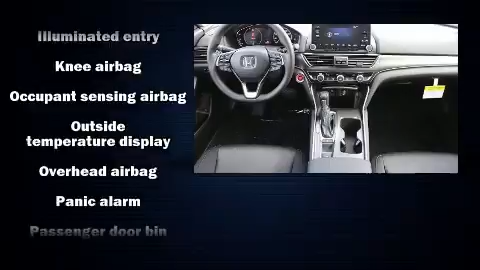 Illuminated entry
Knee airbag
Occupant sensing airbag
Outside
temperature display
Overhead airbag
Panic alarm
Passenger door bin